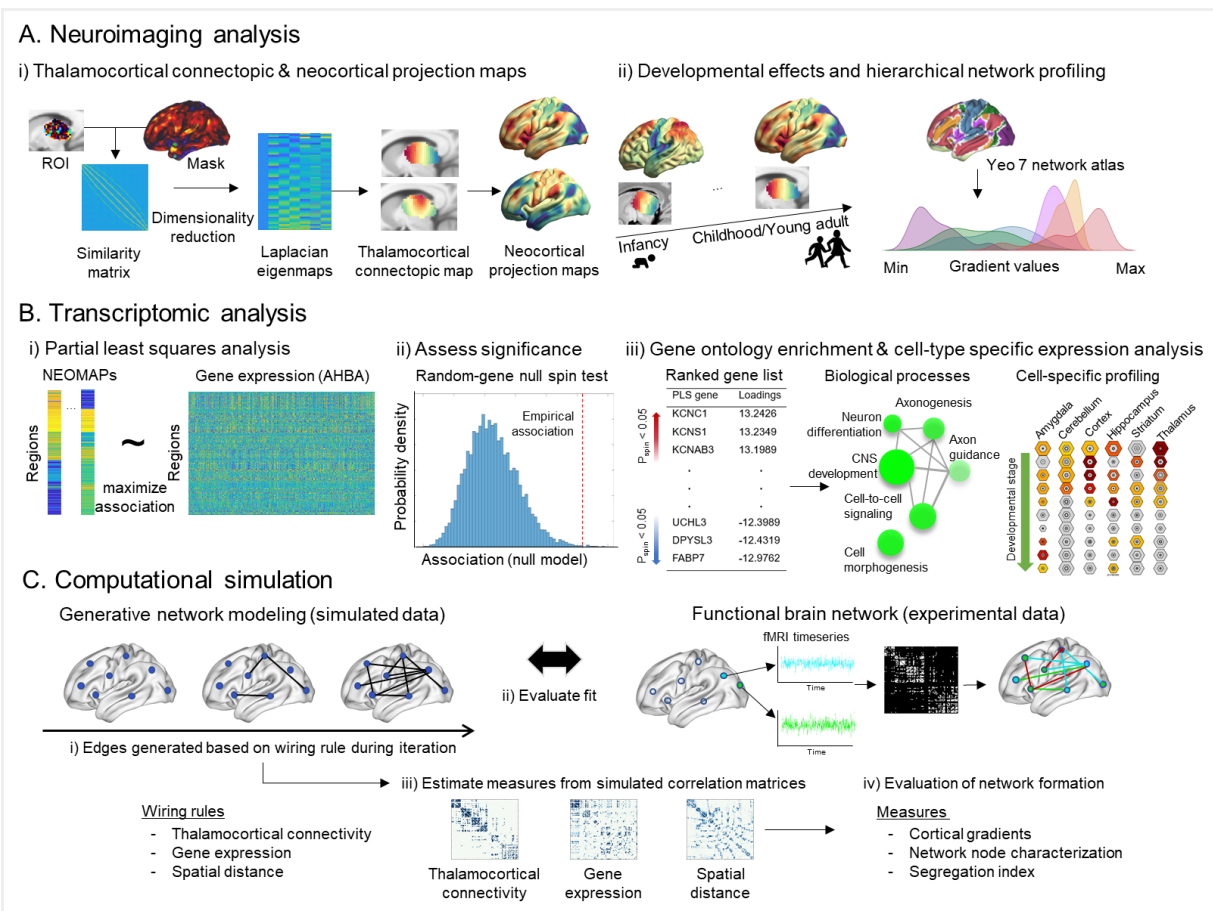 A. Neuroimaging analysis
i) Thalamocortical connectopic & neocortical projection maps
ROI
Mask
Similarity
matrix
Dimensionality
reduction
Laplacian
eigenmaps
Thalamocortical
connectopic map
Neocortical
projection maps
ii) Developmental effects and hierarchical network profiling
...
Infancy
Childhood/Young adult
Yeo 7 network atlas
Min
Gradient values
Max
B. Transcriptomic analysis
i) Partial least squares analysis
NEOMAPs
Gene expression (AHBA)
...
Regions
~
Regions
maximize
association
ii) Assess significance
Random-gene null spin test
Empirical
association
Probability density
Association (null model)
iii) Gene ontology enrichment & cell-type specific expression analysis
Ranked gene list
PLS gene Loadings
KCNC1 13.2426
KCNS1 13.2349
KCNAB3 13.1989
. .
. .
. .
UCHL3 -12.3989
DPYSL3 -12.4319
FABP7 -12.9762
P spin < 0.05
P spin < 0.05
Biological processes
Axonogenesis
Neuron
differentiation
Axon
guidance
CNS
development
Cell-to-cell
signaling
Cell
morphogenesis
Cell-specific profiling
Amygdala
Cerebellum
Cortex
Hippocampus
Striatum
Thalamus
Developmental stage
C. Computational simulation
Generative network modeling (simulated data)
i) Edges generated based on wiring rule during iteration
ii) Evaluate fit
Functional brain network (experimental data)
fMRI timeseries
Time
Time
Wiring rules
- Thalamocortical connectivity
- Gene expression
- Spatial distance
iii) Estimate measures from simulated correlation matrices
Thalamocortical
connectivity
Gene
expression
Spatial
distance
iv) Evaluation of network formation
Measures
- Cortical gradients
- Network node characterization
- Segregation index